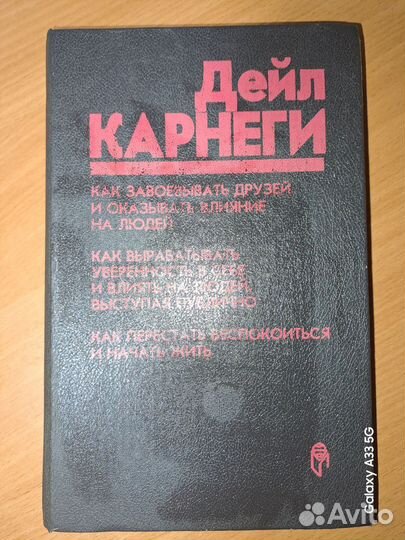 Дейл
КАРНЕГИ
КАК ЗАВОЕВЫВАТЬ ДРУЗЕЙ
И ОКАЗЫВАТЬ ВЛИЯНИЕ
НА ЛЮДЕЙ
КАК ВЫРАБАТЫВАТЬ
УВЕРЕННОСТЬ В СЕБЕ
И ВЛИЯТЬ НА ЛЮДЕЙ,
ВЫСТУПАЯ ПУБЛИЧНО
КАК ПЕРЕСТАТЬ БЕСПОКОИТЬСЯ
И НАЧАТЬ ЖИТЬ
Galaxy A33 5G
Avito